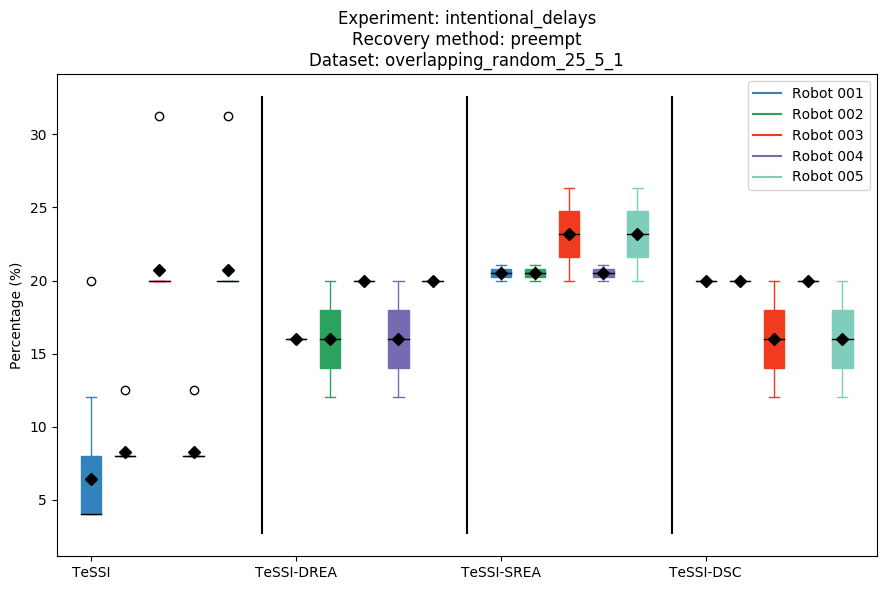 Experiment: intentional_delays
Recovery method: preempt
Dataset: overlapping_random_25_5_1
Robot 001
Robot 002
Robot 003
Robot 004
Robot 005
Percentage (%)
30
25
20
15
10
5
TeSSI
TeSSI-DREA
TeSSI-SREA
TeSSI-DSC